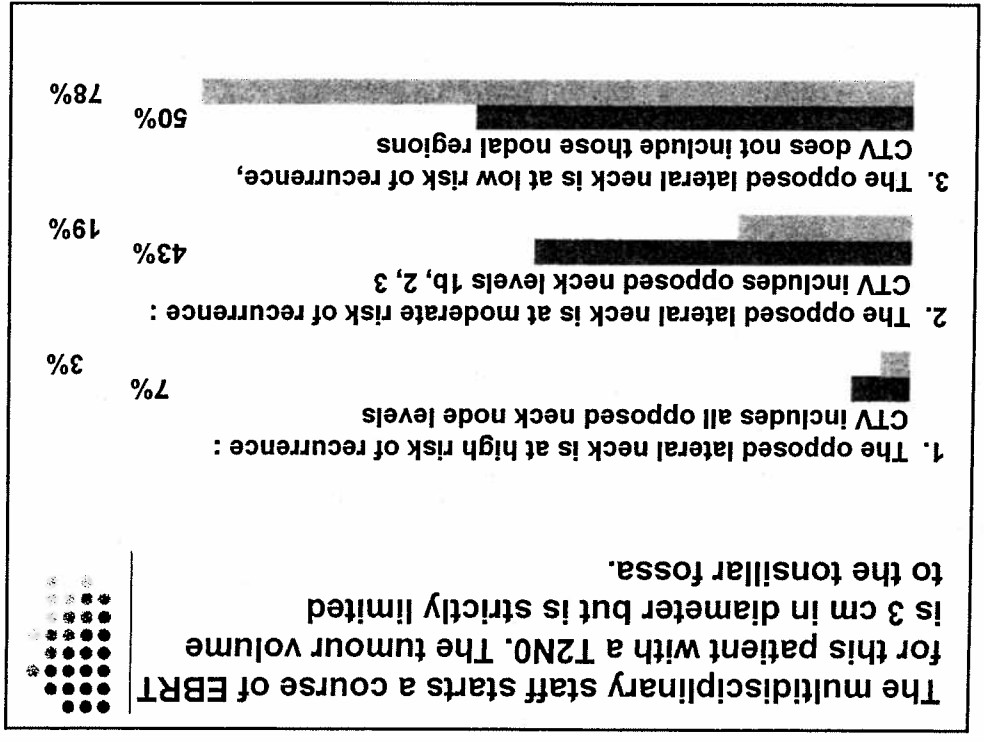 The multidisciplinary staff starts a course of EBRT
for this patient with a T2N0. The tumour volume
is 3 cm in diameter but is strictly limited
to the tonsillar fossa.
1. The opposed lateral neck is at high risk of recurrence :
CTV includes all opposed neck node levels
7%
3%
2. The opposed lateral neck is at moderate risk of recurrence :
CTV includes opposed neck levels 1b, 2, 3
43%
19%
3. The opposed lateral neck is at low risk of recurrence,
CTV does not include those nodal regions
50%
78%